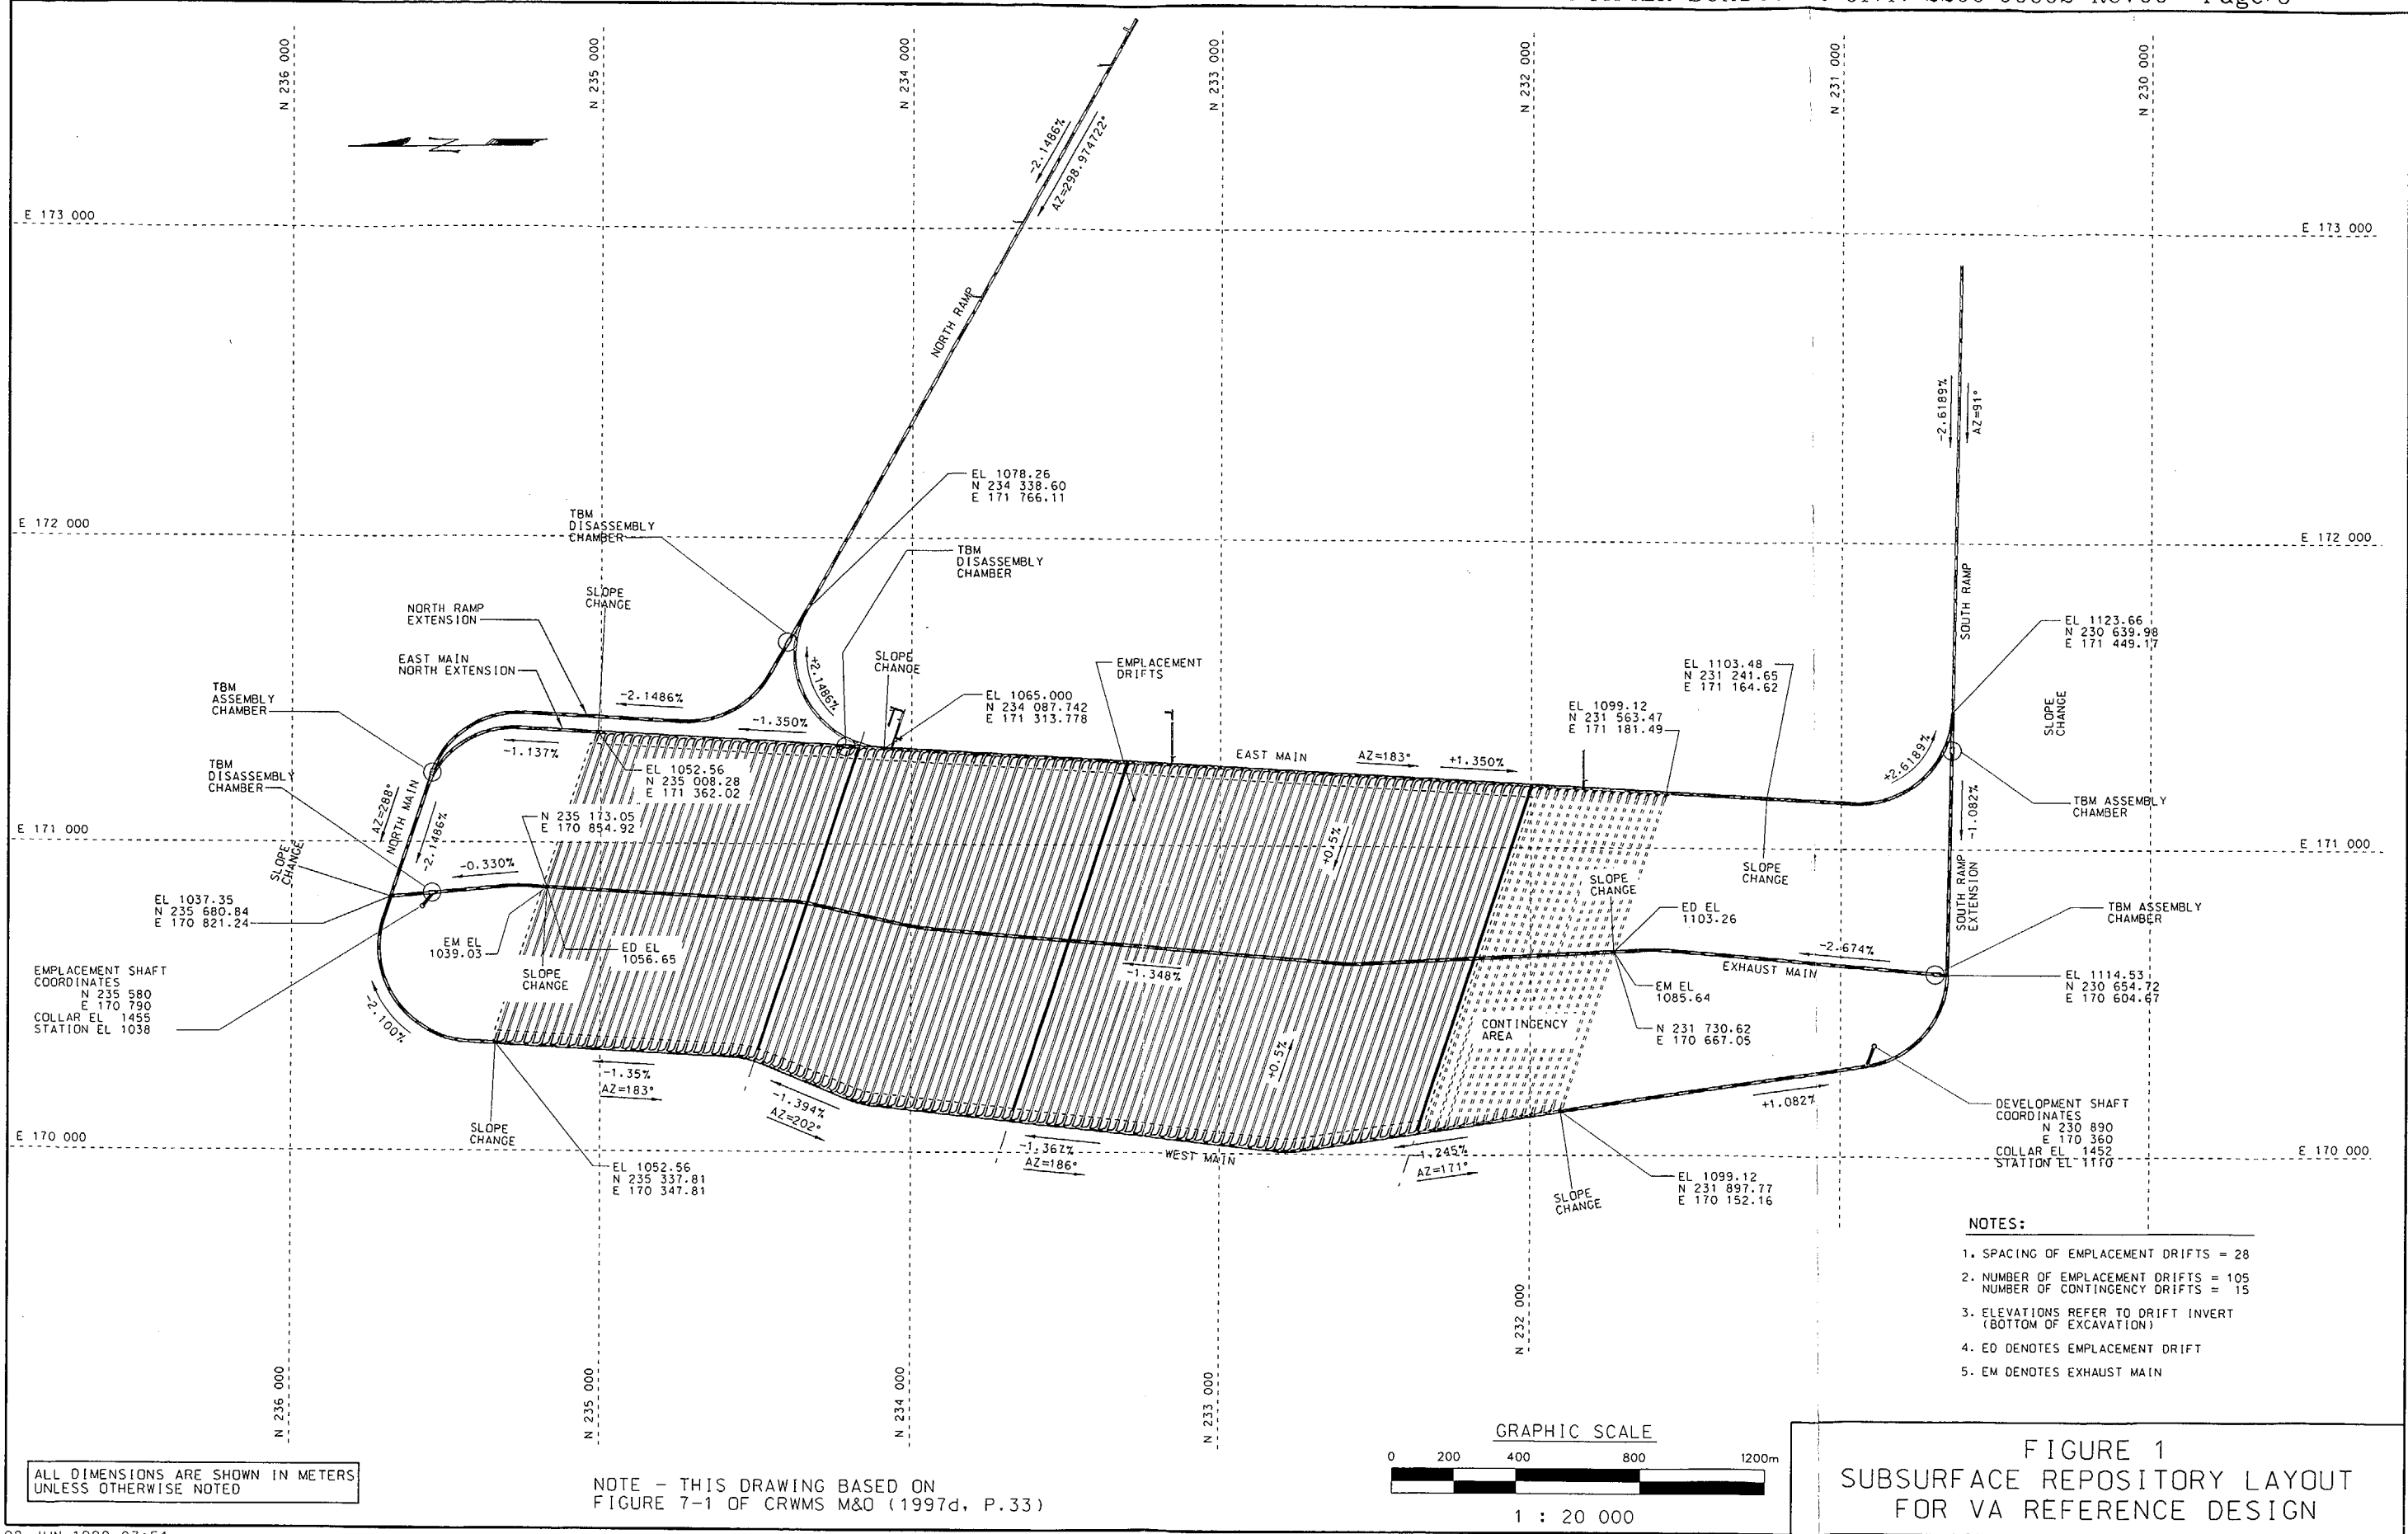 N 236 000
N 235 000
N 234 000
N 233 000
N 232 000
N 231 000
N 230 000
N
-2.1486%
AZ=298.974722°
E 173 000
E 173 000
NORTH RAMP
-2.6189%
AZ=91°
EL 1078.26
N 234 338.60
E 171 766.11
TBM
DISASSEMBLY
CHAMBER
E 172 000
E 172 000
TBM
DISASSEMBLY
CHAMBER
SOUTH RAMP
SLOPE
CHANGE
NORTH RAMP
EXTENSION
EAST MAIN
NORTH EXTENSION
+2.1486%
SLOPE
CHANGE
EMPLACEMENT
DRIFTS
EL 1103.48
N 231 241.65
E 171 164.62
EL 1123.66
N 230 639.98
E 171 449.17
SLOPE
CHANGE
TBM
ASSEMBLY
CHAMBER
-2.1486%
-1.350%
EL 1065.000
N 234 087.742
E 171 313.778
EL 1099.12
N 231 563.47
E 171 181.49
-1.137%
EAST MAIN
AZ=183°
+1.350%
+2.6189%
TBM
DISASSEMBLY
CHAMBER
EL 1052.56
N 235 008.28
E 171 362.02
TBM ASSEMBLY
CHAMBER
AZ=288°
NORTH MAIN
-2.1486%
N 235 173.05
E 170 854.92
+0.5%
-1.082%
E 171 000
E 171 000
SLOPE
CHANGE
-0.330%
SLOPE
CHANGE
SLOPE
CHANGE
SOUTH RAMP
EXTENSION
EL 1037.35
N 235 680.84
E 170 821.24
ED EL
1103.26
TBM ASSEMBLY
CHAMBER
EM EL
1039.03
ED EL
1056.65
-2.674%
EXHAUST MAIN
SLOPE
CHANGE
-1.348%
EMPLACEMENT SHAFT
COORDINATES
N 235 580
E 170 790
COLLAR EL 1455
STATION EL 1038
EM EL
1085.64
EL 1114.53
N 230 654.72
E 170 604.67
-2.100%
CONTINGENCY
AREA
N 231 730.62
E 170 667.05
+0.5%
-1.35%
AZ=183°
-1.394%
AZ=202°
+1.082%
DEVELOPMENT SHAFT
COORDINATES
N 230 890
E 170 360
COLLAR EL 1452
STATION EL 1110
SLOPE
CHANGE
E 170 000
E 170 000
-1.367%
AZ=186°
WEST MAIN
-1.245%
AZ=171°
EL 1052.56
N 235 337.81
E 170 347.81
SLOPE
CHANGE
EL 1099.12
N 231 897.77
E 170 152.16
NOTES:
1. SPACING OF EMPLACEMENT DRIFTS = 28
2. NUMBER OF EMPLACEMENT DRIFTS = 105
NUMBER OF CONTINGENCY DRIFTS = 15
3. ELEVATIONS REFER TO DRIFT INVERT
(BOTTOM OF EXCAVATION)
4. ED DENOTES EMPLACEMENT DRIFT
5. EM DENOTES EXHAUST MAIN
N 236 000
N 235 000
N 234 000
N 233 000
N 232 000
GRAPHIC SCALE
0 200 400 800 1200m
1 : 20 000
ALL DIMENSIONS ARE SHOWN IN METERS
UNLESS OTHERWISE NOTED
NOTE - THIS DRAWING BASED ON
FIGURE 7-1 OF CRWMS M&O (1997d, P.33)
FIGURE 1
SUBSURFACE REPOSITORY LAYOUT
FOR VA REFERENCE DESIGN